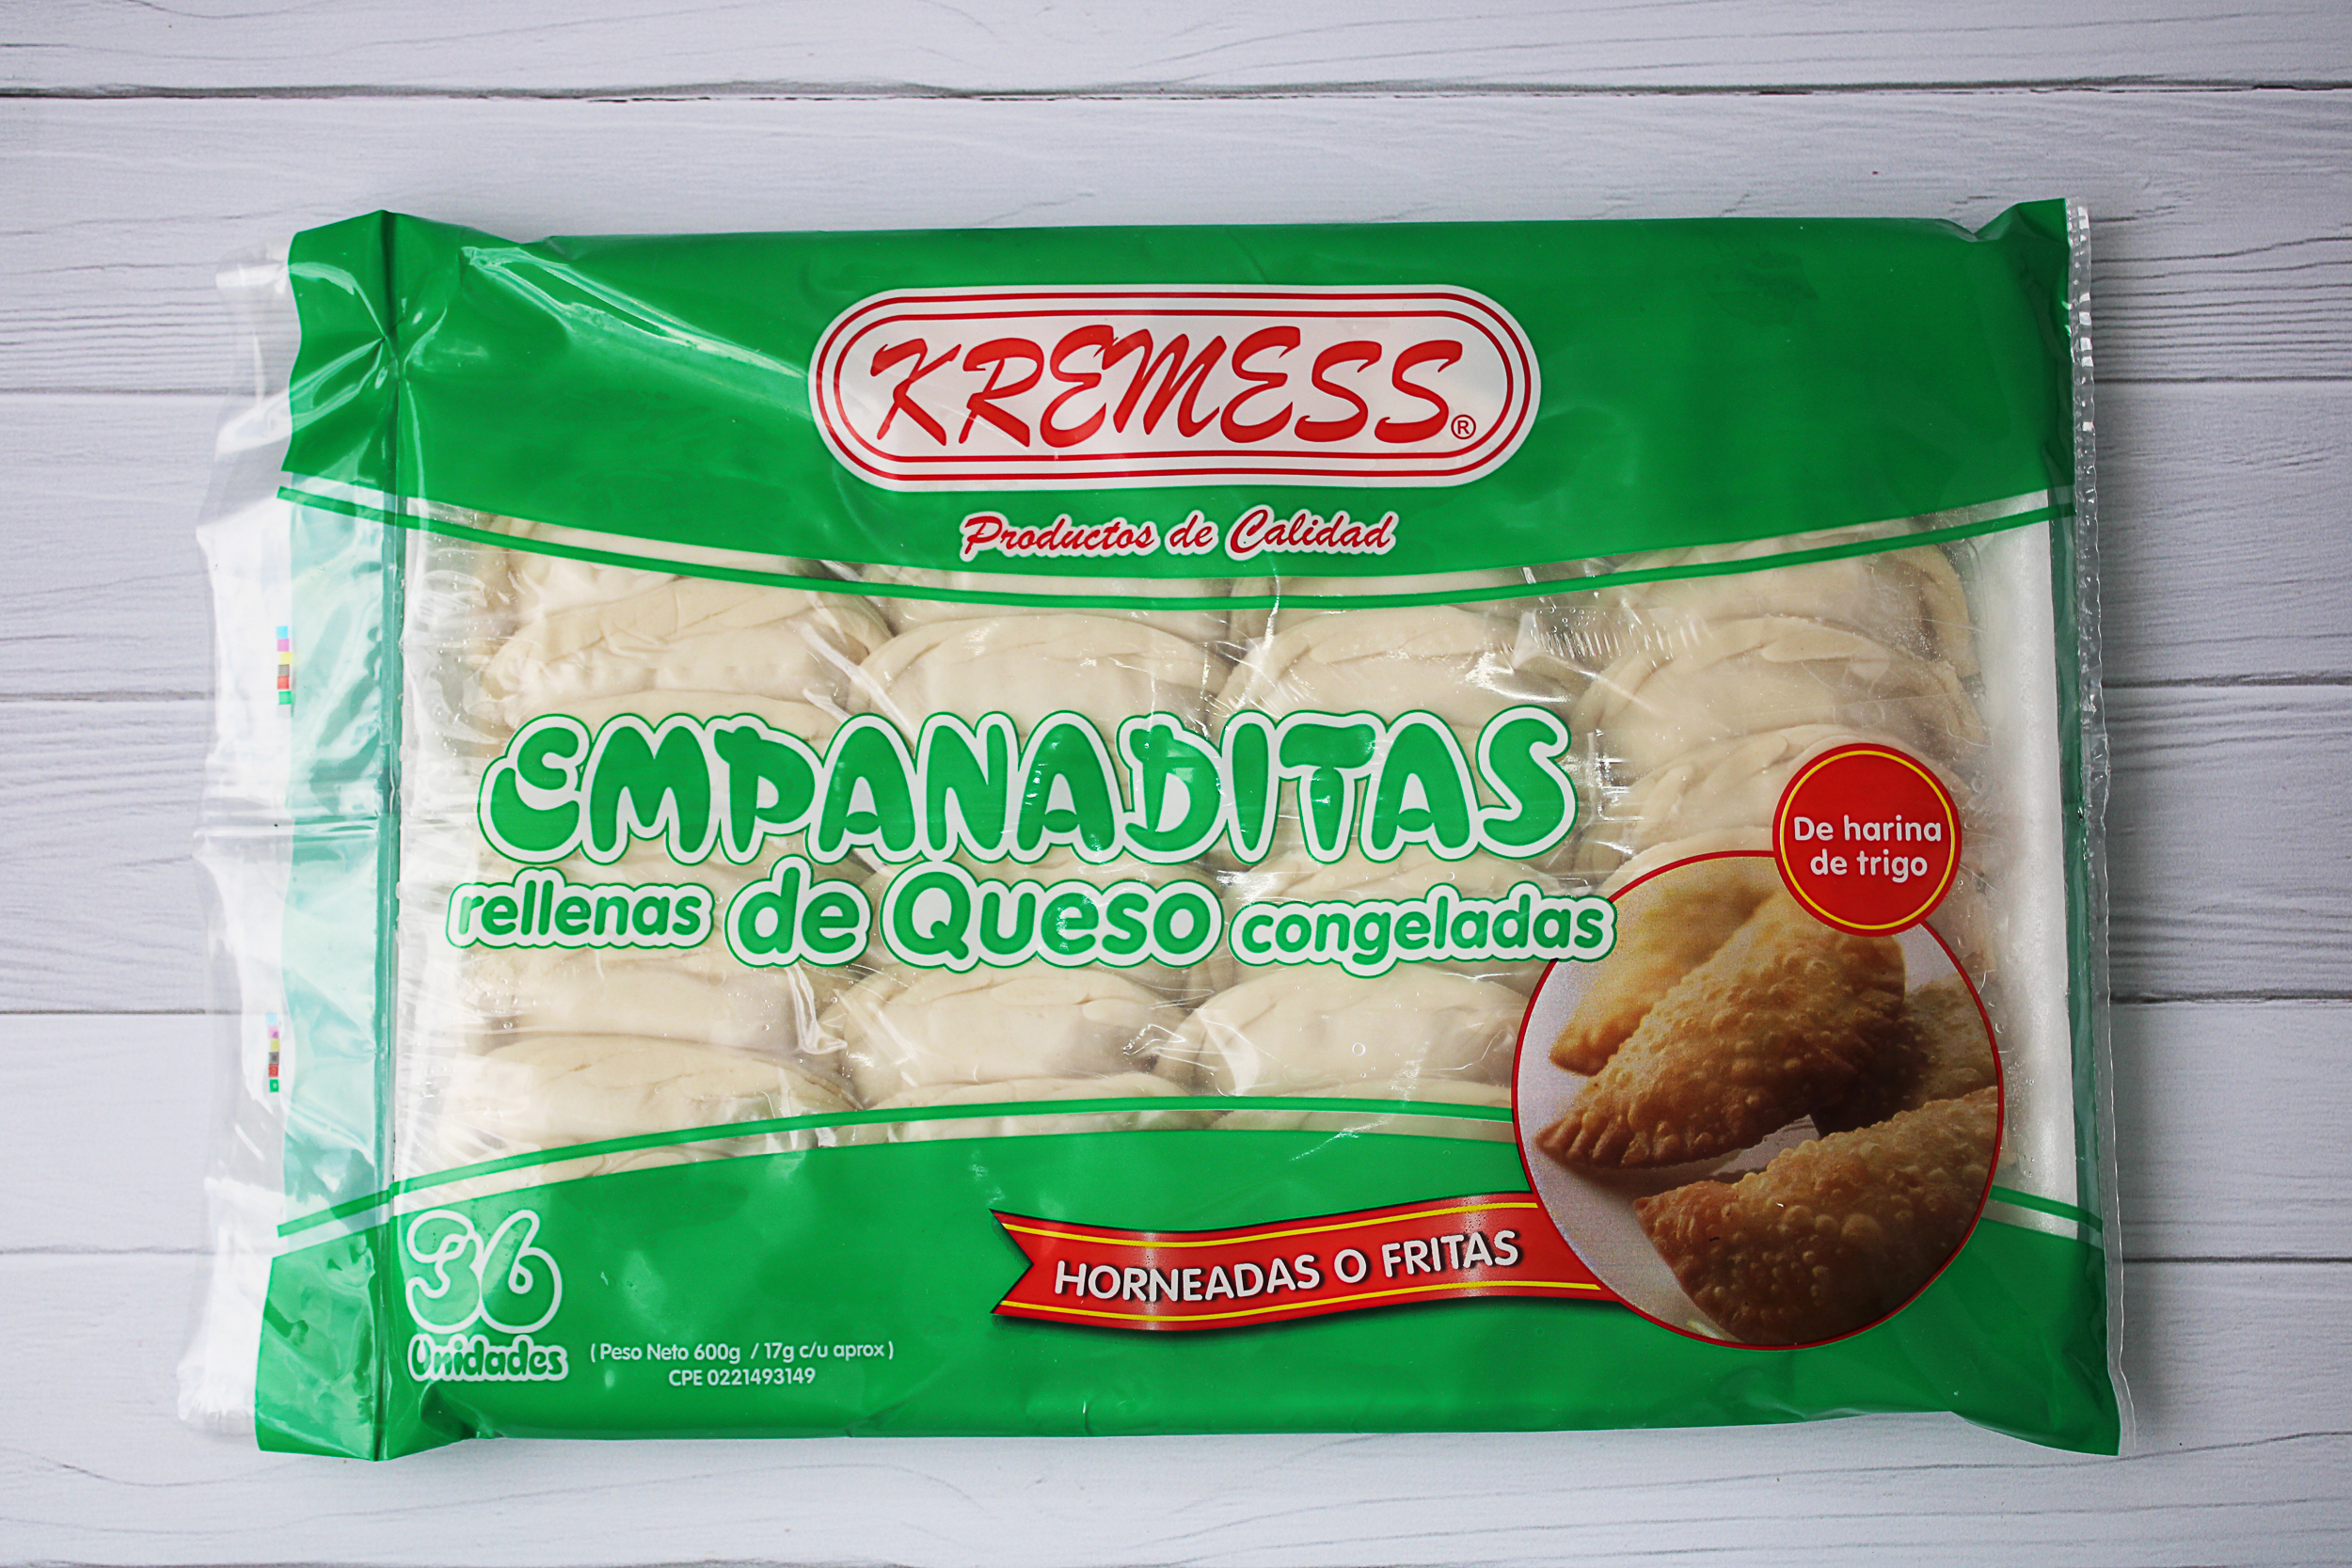 KREMESS®
Productos de Calidad
EMPANADITAS
rellenas de Queso congeladas
De harina
de trigo
HORNEADAS O FRITAS
36
Unidades
(Peso Neto 600g / 17g c/u aprox)
CPE 0221493149